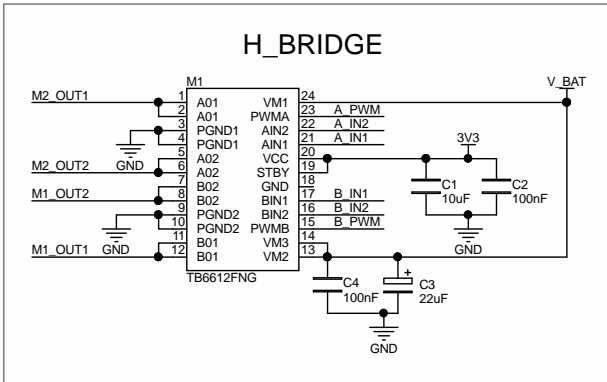 H_BRIDGE
M1
V_BAT
M2_OUT1 1 A01 VM1 24
2 A01 PWMA 23 A_PWM
3 PGND1 AIN2 22 A_IN2
4 PGND1 AIN1 21 A_IN1
GND
5 A02 VCC 20
3V3
M2_OUT2 6 A02 STBY 19
7 B02 GND 18
M1_OUT2 8 B02 BIN1 17 B_IN1
9 PGND2 BIN2 16 B_IN2
10 PGND2 PWMB 15 B_PWM
GND
11 B01 VM3 14
M1_OUT1 12 B01 VM2 13
TB6612FNG
C1
10uF
C2
100nF
GND
C4
100nF
+
C3
22uF
GND